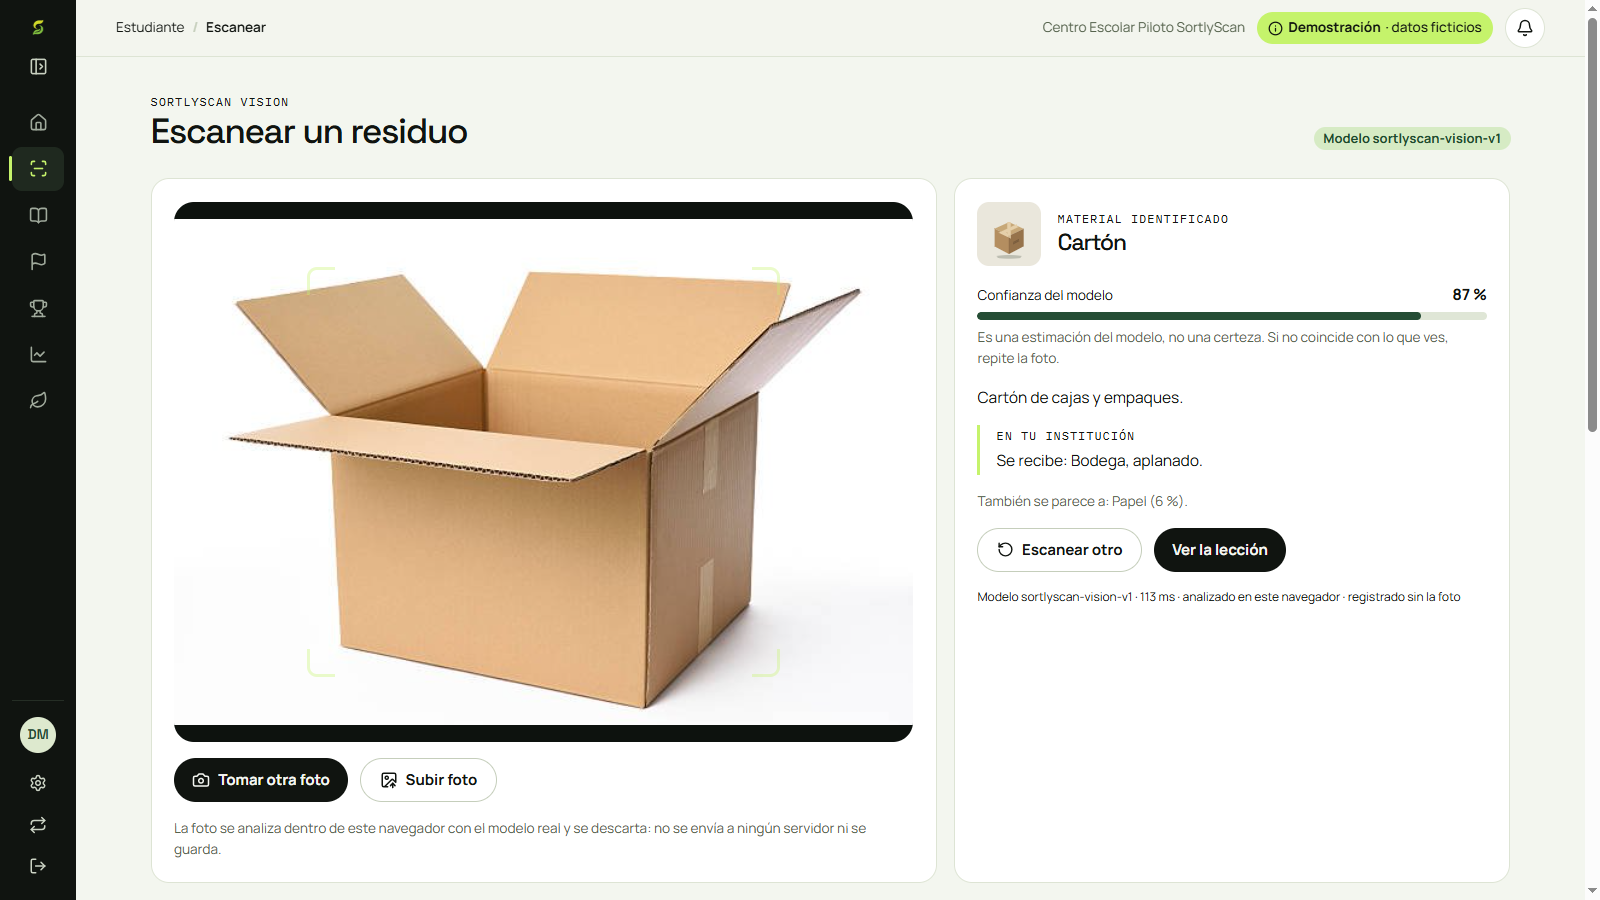 Estudiante / Escanear
Centro Escolar Piloto SortlyScan
Demostración · datos ficticios
SORTLYSCAN VISION
Escanear un residuo
Modelo sortlyscan-vision-v1
MATERIAL IDENTIFICADO
Cartón
Confianza del modelo 87 %
Es una estimación del modelo, no una certeza. Si no coincide con lo que ves,
repite la foto.
Cartón de cajas y empaques.
EN TU INSTITUCIÓN
Se recibe: Bodega, aplanado.
También se parece a: Papel (6 %).
Escanear otro
Ver la lección
Modelo sortlyscan-vision-v1 · 113 ms · analizado en este navegador · registrado sin la foto
Tomar otra foto
Subir foto
La foto se analiza dentro de este navegador con el modelo real y se descarta: no se envía a ningún servidor ni se
guarda.
DM